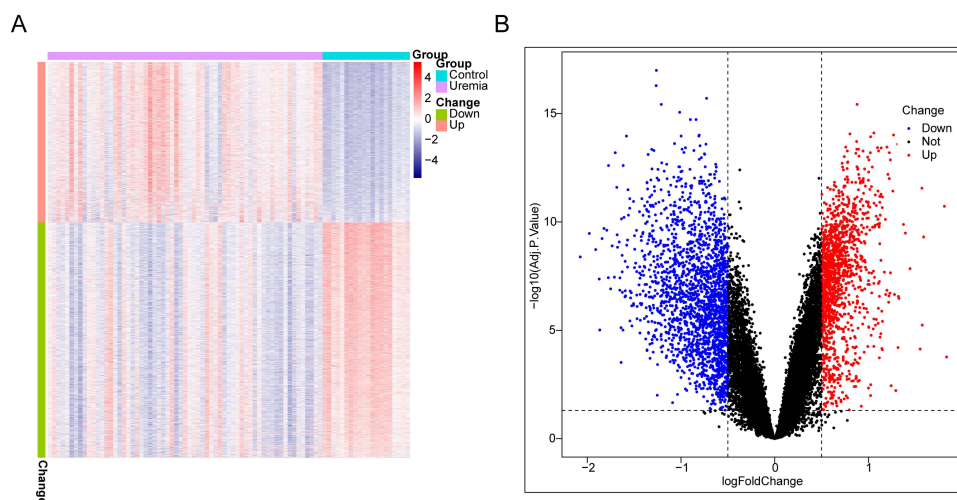 A
Group
Group
Control
Uremia
Change
Down
Up
4
2
0
−2
−4
Change
B
Change
Down
Not
Up
−log10(Adj.P.Value)
15
10
5
0
−2
−1
0
1
logFoldChange